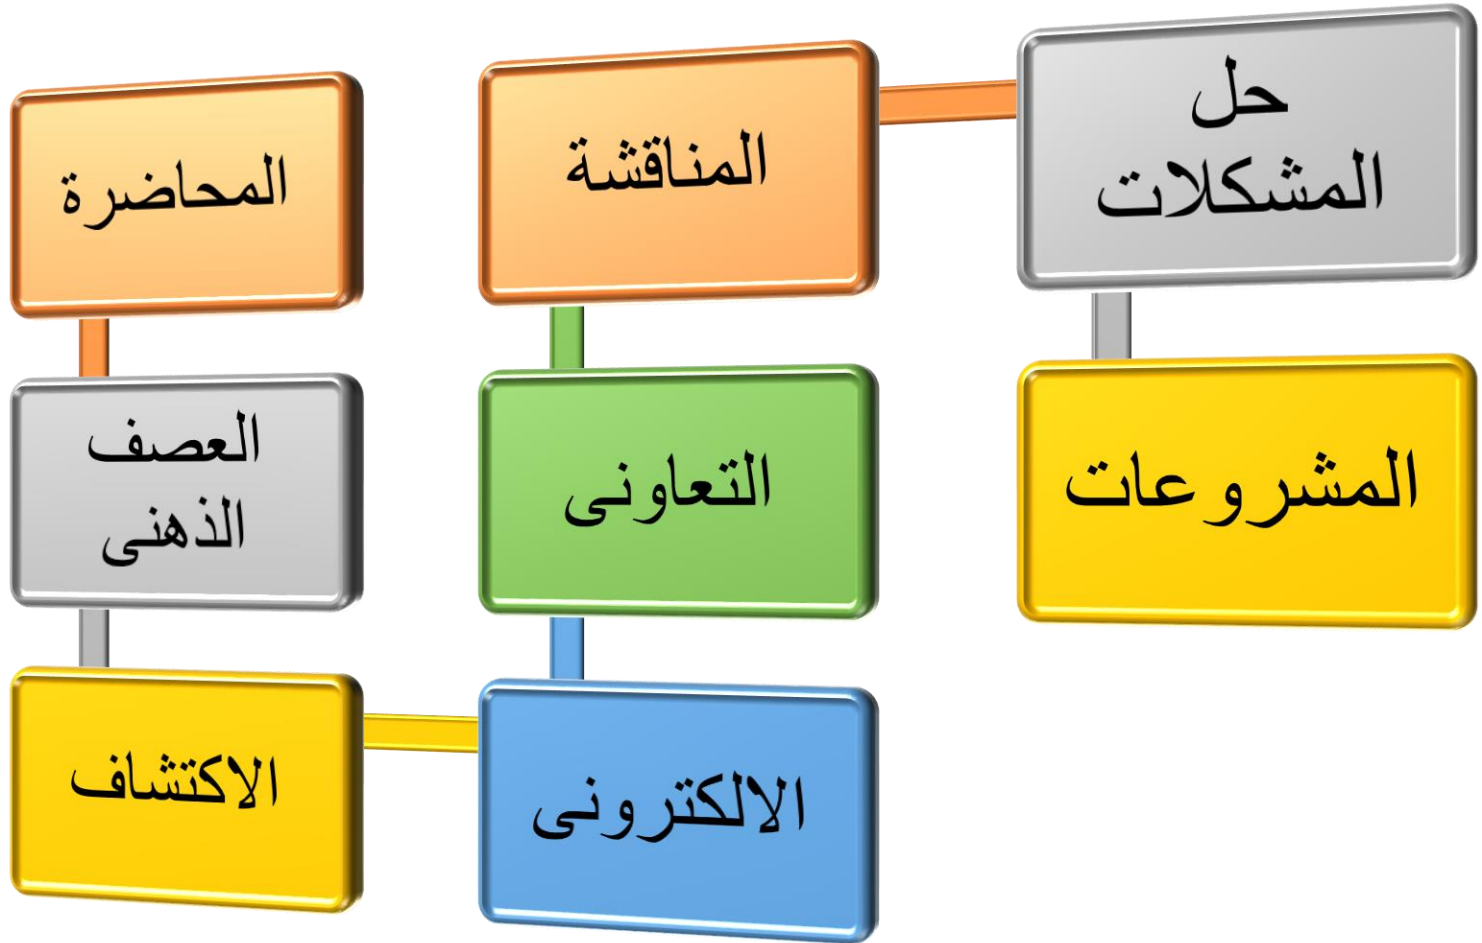 المحاضرة
العصف
الذهنى
الاكتشاف
الالكترونى
التعاونى
المناقشة
حل
المشكلات
المشروعات